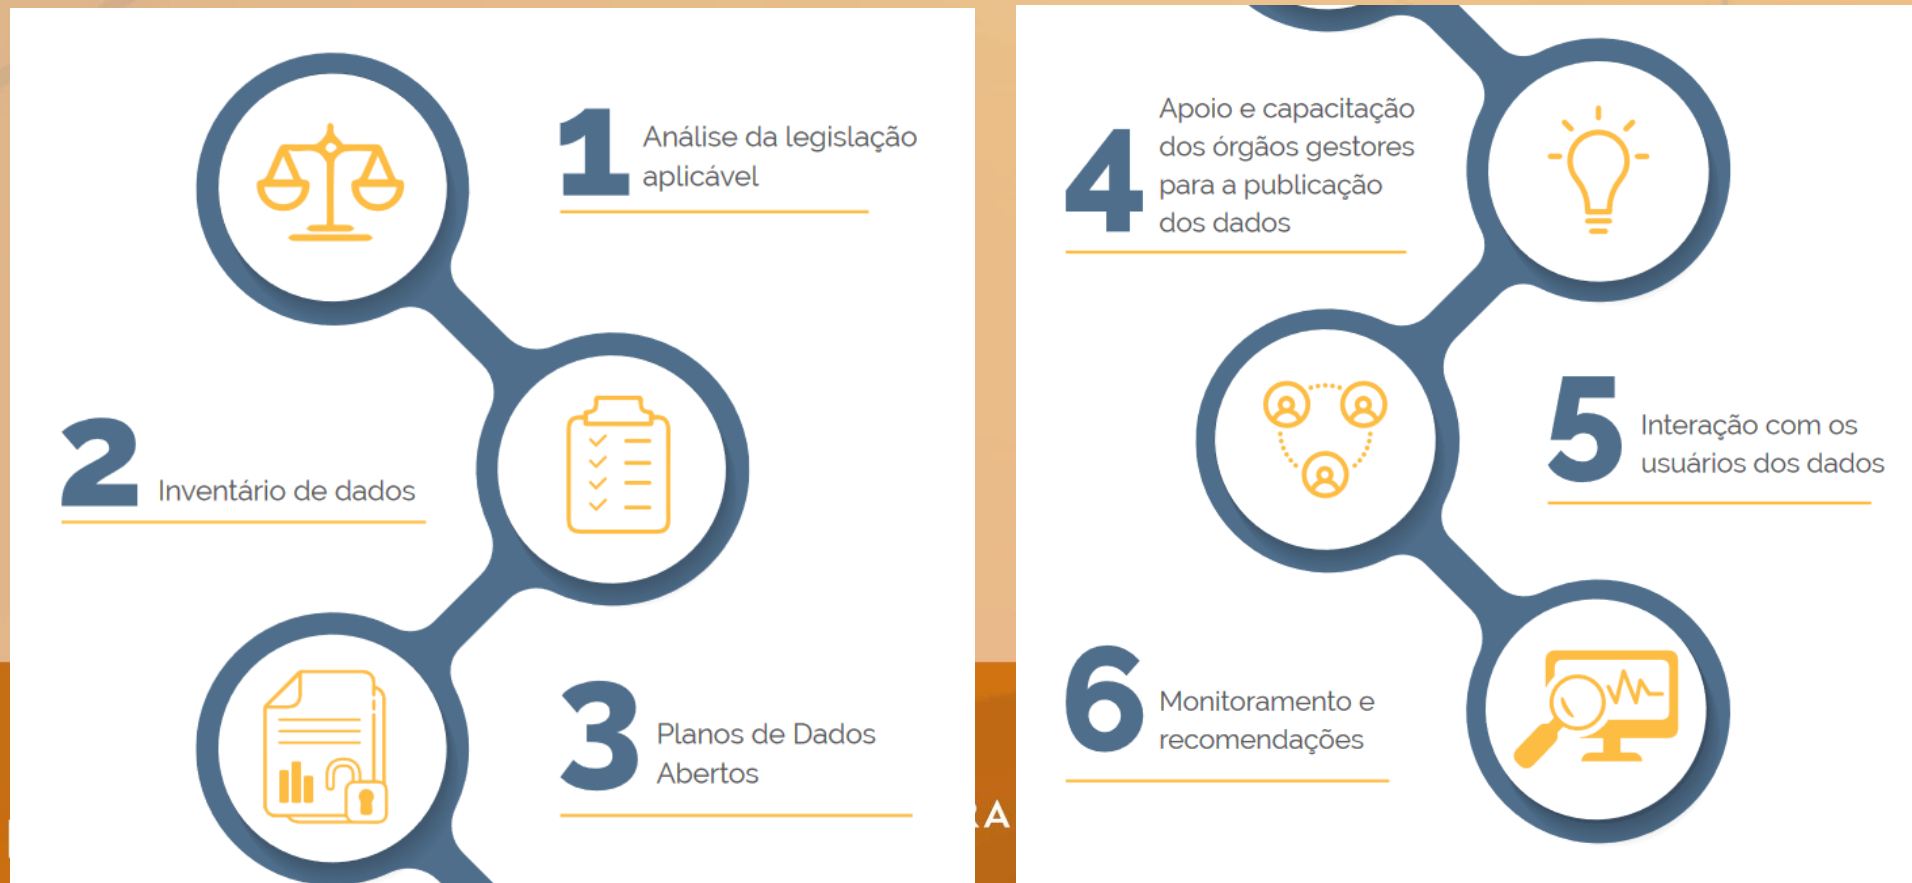 1
Análise da legislação
aplicável
2
Inventário de dados
3
Planos de Dados
Abertos
4
Apoio e capacitação
dos órgãos gestores
para a publicação
dos dados
5
Interação com os
usuários dos dados
6
Monitoramento e
recomendações